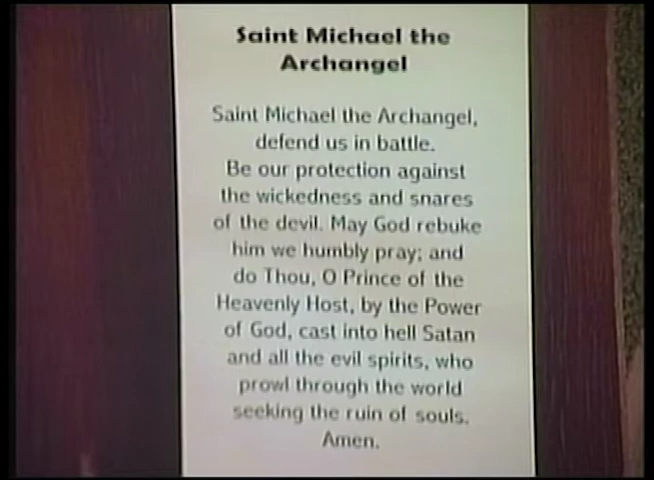 Saint Michael the
Archangel
Saint Michael the Archangel,
defend us in battle.
Be our protection against
the wickedness and snares
of the devil. May God rebuke
him we humbly pray; and
do Thou, O Prince of the
Heavenly Host, by the Power
of God, cast into hell Satan
and all the evil spirits, who
prowl through the world
seeking the ruin of souls.
Amen.